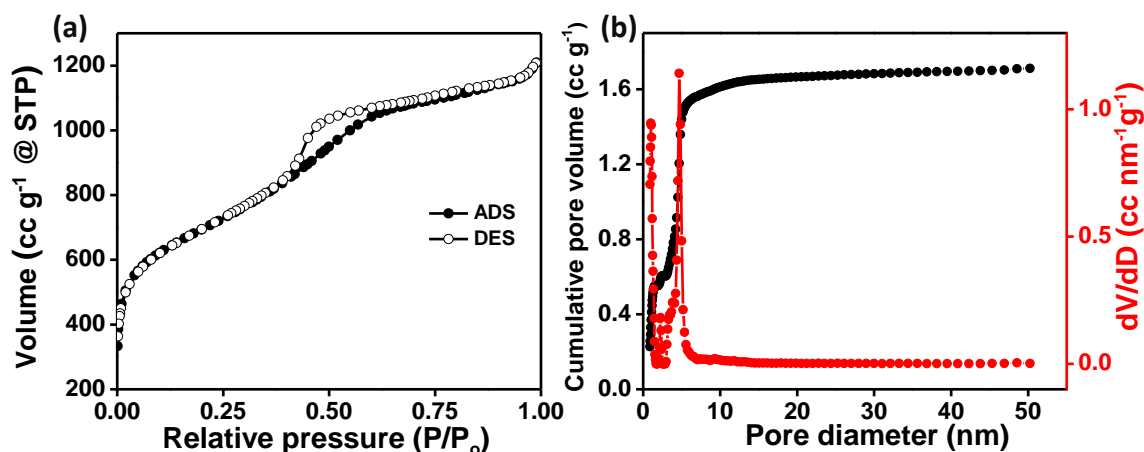 (a)
Volume (cc g⁻¹ @ STP)
1200
1000
800
600
400
200
ADS
DES
0.00 0.25 0.50 0.75 1.00
Relative pressure (P/Pₒ)
(b)
Cumulative pore volume (cc g⁻¹)
1.6
1.2
0.8
0.4
0.0
0 10 20 30 40 50
Pore diameter (nm)
1.0
0.5
0.0
dV/dD (cc nm⁻¹g⁻¹)